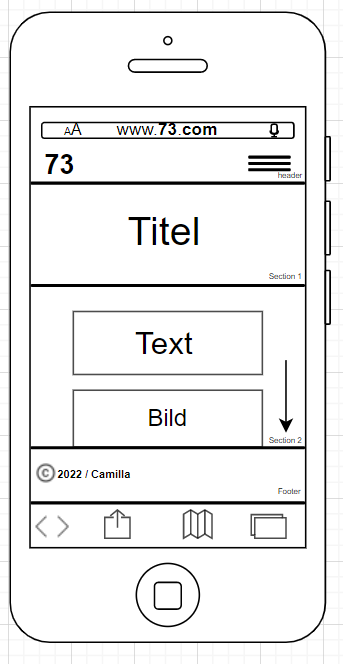 AA www.73.com
73
header
Titel
Section 1
Text
Bild
Section 2
© 2022 / Camilla
Footer